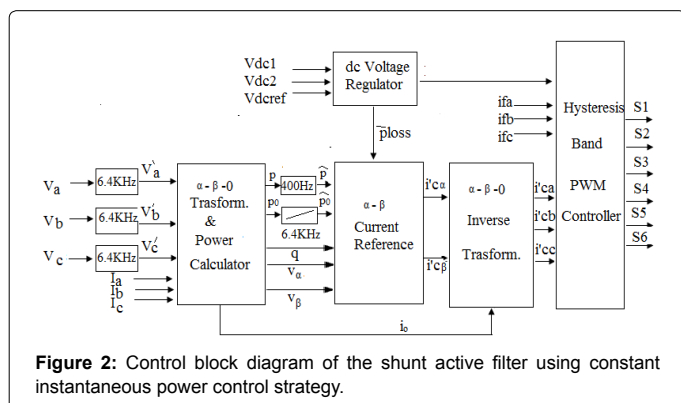 Vdc1
Vdc2
Vdcref
dc Voltage
Regulator
ifa
ifb
ifc
Hysteresis
Band
PWM
Controller
S1
S2
S3
S4
S5
S6
p̄loss
Va
Vb
Vc
6.4KHz
6.4KHz
6.4KHz
V'a
V'b
V'c
Ia
Ib
Ic
α-β-0
Trasform.
&
Power
Calculator
p
400Hz
p̂
p0
p̂0
6.4KHz
q
Vα
Vβ
α-β
Current
Reference
i'cα
i'cβ
α-β-0
Inverse
Trasform.
i'ca
i'cb
i'cc
io
Figure 2: Control block diagram of the shunt active filter using constant
instantaneous power control strategy.